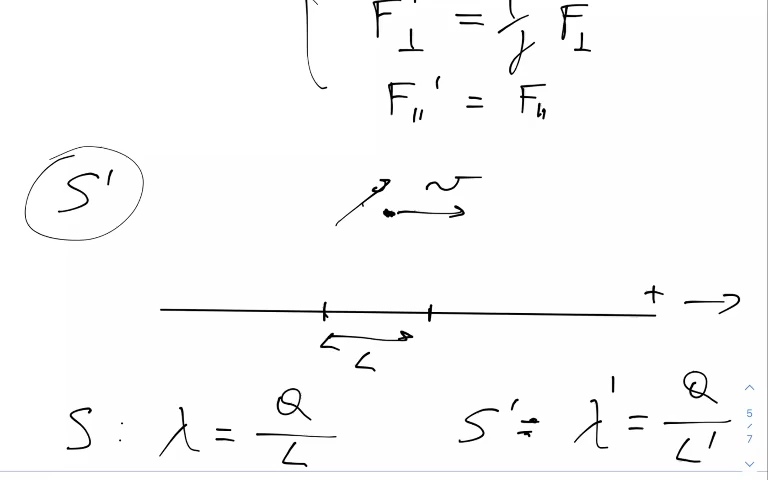 F⊥' = 1/γ F⊥
F∥' = F∥
S'
v
+
L
S : λ = Q/L S' : λ' = Q/L'
5
/
7